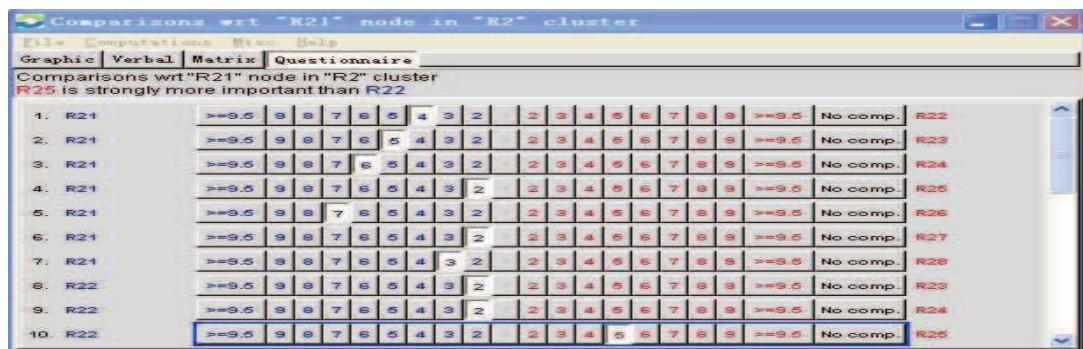 Comparisons wrt "R21" node in "R2" cluster
File Computations Misc Help
Graphic Verbal Matrix Questionnaire
Comparisons wrt "R21" node in "R2" cluster
R25 is strongly more important than R22
1. R21 >=9.5 9 8 7 6 5 4 3 2 2 3 4 5 6 7 8 9 >=9.5 No comp. R22
2. R21 >=9.5 9 8 7 6 5 4 3 2 2 3 4 5 6 7 8 9 >=9.5 No comp. R23
3. R21 >=9.5 9 8 7 6 5 4 3 2 2 3 4 5 6 7 8 9 >=9.5 No comp. R24
4. R21 >=9.5 9 8 7 6 5 4 3 2 2 3 4 5 6 7 8 9 >=9.5 No comp. R25
5. R21 >=9.5 9 8 7 6 5 4 3 2 2 3 4 5 6 7 8 9 >=9.5 No comp. R26
6. R21 >=9.5 9 8 7 6 5 4 3 2 2 3 4 5 6 7 8 9 >=9.5 No comp. R27
7. R21 >=9.5 9 8 7 6 5 4 3 2 2 3 4 5 6 7 8 9 >=9.5 No comp. R28
8. R22 >=9.5 9 8 7 6 5 4 3 2 2 3 4 5 6 7 8 9 >=9.5 No comp. R23
9. R22 >=9.5 9 8 7 6 5 4 3 2 2 3 4 5 6 7 8 9 >=9.5 No comp. R24
10. R22 >=9.5 9 8 7 6 5 4 3 2 2 3 4 5 6 7 8 9 >=9.5 No comp. R25